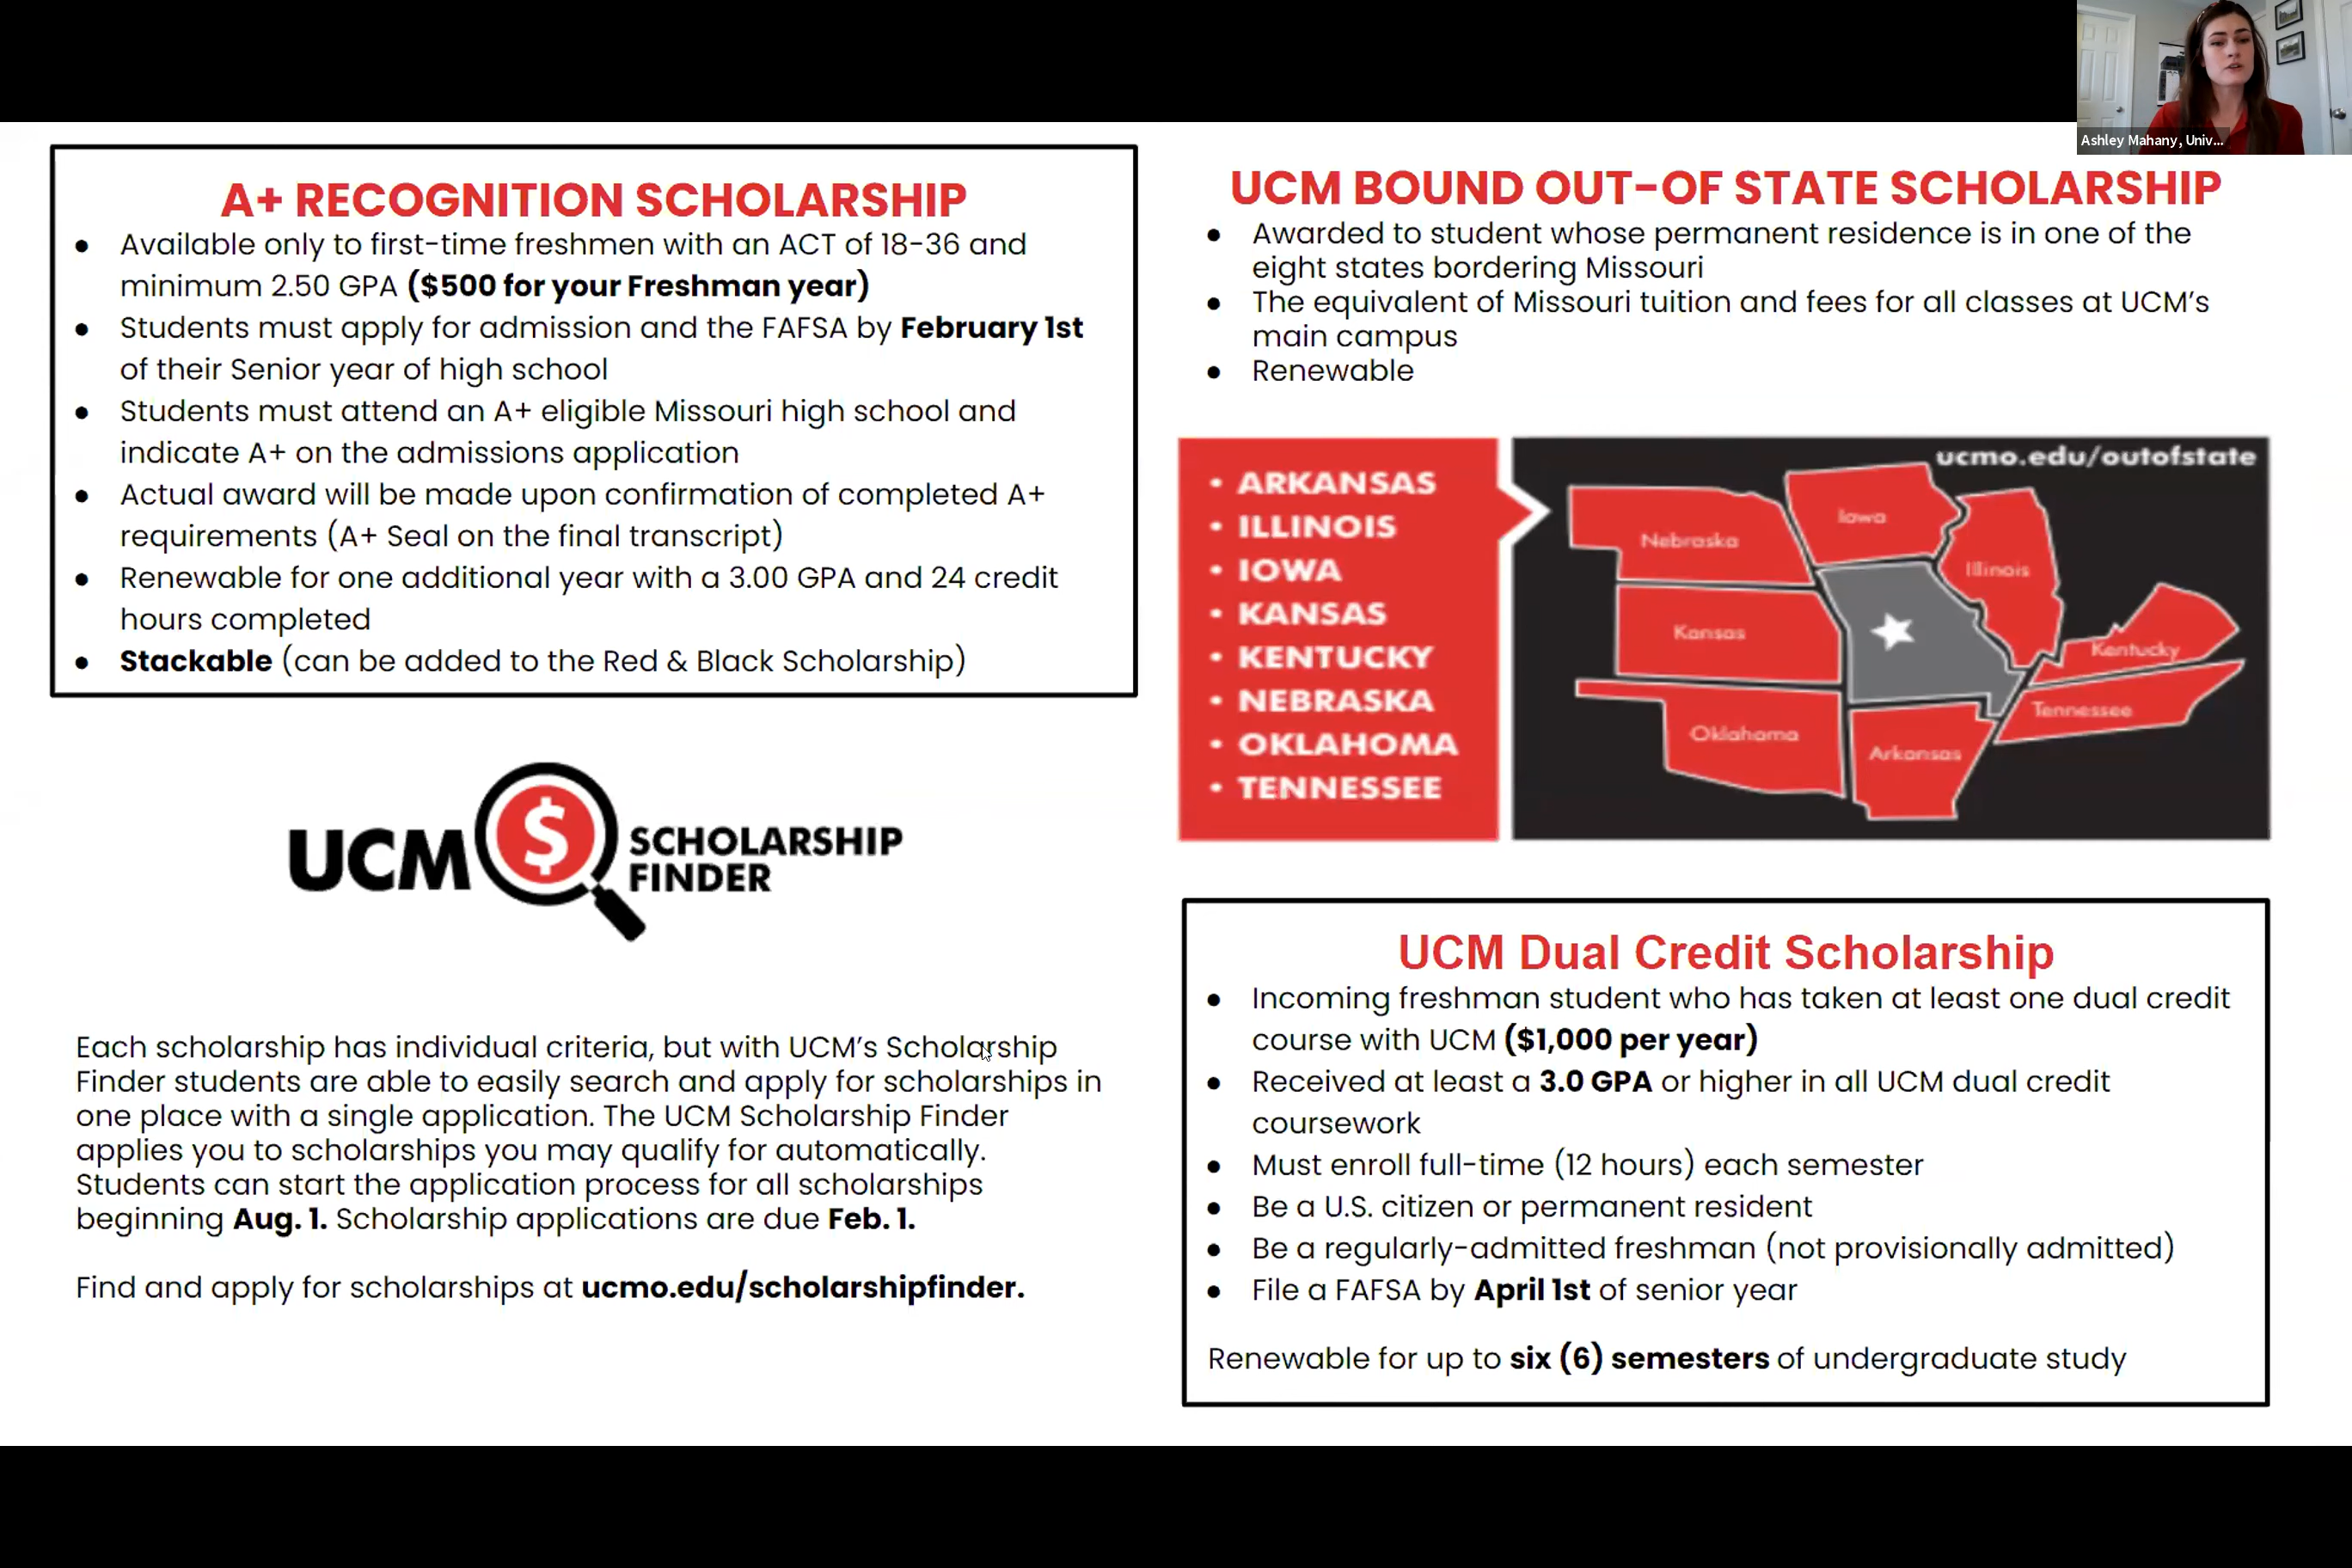 Ashley Mahany, Univ...
A+ RECOGNITION SCHOLARSHIP
● Available only to first-time freshmen with an ACT of 18-36 and
minimum 2.50 GPA ($500 for your Freshman year)
● Students must apply for admission and the FAFSA by February 1st
of their Senior year of high school
● Students must attend an A+ eligible Missouri high school and
indicate A+ on the admissions application
● Actual award will be made upon confirmation of completed A+
requirements (A+ Seal on the final transcript)
● Renewable for one additional year with a 3.00 GPA and 24 credit
hours completed
● Stackable (can be added to the Red & Black Scholarship)
UCM $ SCHOLARSHIP
FINDER
Each scholarship has individual criteria, but with UCM's Scholarship
Finder students are able to easily search and apply for scholarships in
one place with a single application. The UCM Scholarship Finder
applies you to scholarships you may qualify for automatically.
Students can start the application process for all scholarships
beginning Aug. 1. Scholarship applications are due Feb. 1.
Find and apply for scholarships at ucmo.edu/scholarshipfinder.
UCM BOUND OUT-OF STATE SCHOLARSHIP
● Awarded to student whose permanent residence is in one of the
eight states bordering Missouri
● The equivalent of Missouri tuition and fees for all classes at UCM's
main campus
● Renewable
• ARKANSAS
• ILLINOIS
• IOWA
• KANSAS
• KENTUCKY
• NEBRASKA
• OKLAHOMA
• TENNESSEE
ucmo.edu/outofstate
Iowa
Nebraska
Illinois
Kansas
Kentucky
Tennessee
Oklahoma
Arkansas
UCM Dual Credit Scholarship
● Incoming freshman student who has taken at least one dual credit
course with UCM ($1,000 per year)
● Received at least a 3.0 GPA or higher in all UCM dual credit
coursework
● Must enroll full-time (12 hours) each semester
● Be a U.S. citizen or permanent resident
● Be a regularly-admitted freshman (not provisionally admitted)
● File a FAFSA by April 1st of senior year
Renewable for up to six (6) semesters of undergraduate study